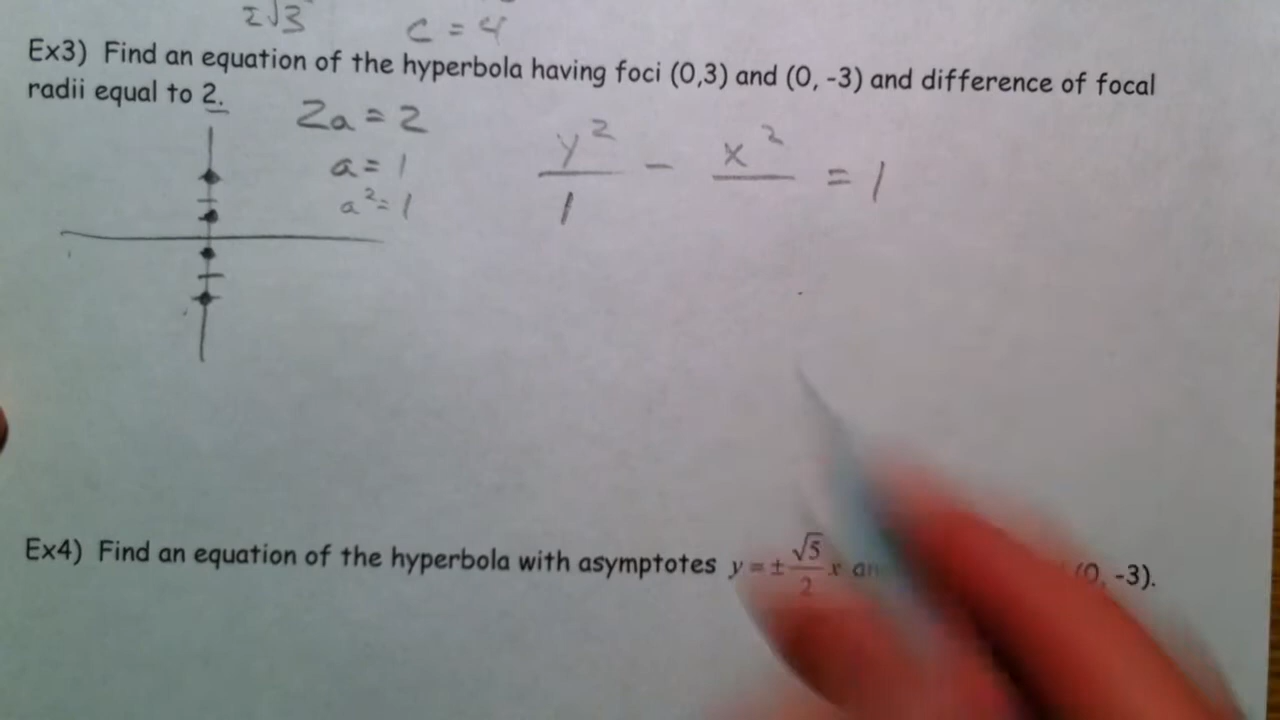 2√3 c = 4
Ex3) Find an equation of the hyperbola having foci (0,3) and (0, -3) and difference of focal
radii equal to 2.
2a = 2
a = 1
a² = 1
y²/1 - x²/ = 1
Ex4) Find an equation of the hyperbola with asymptotes y = ± √5/2 x an (0, -3).